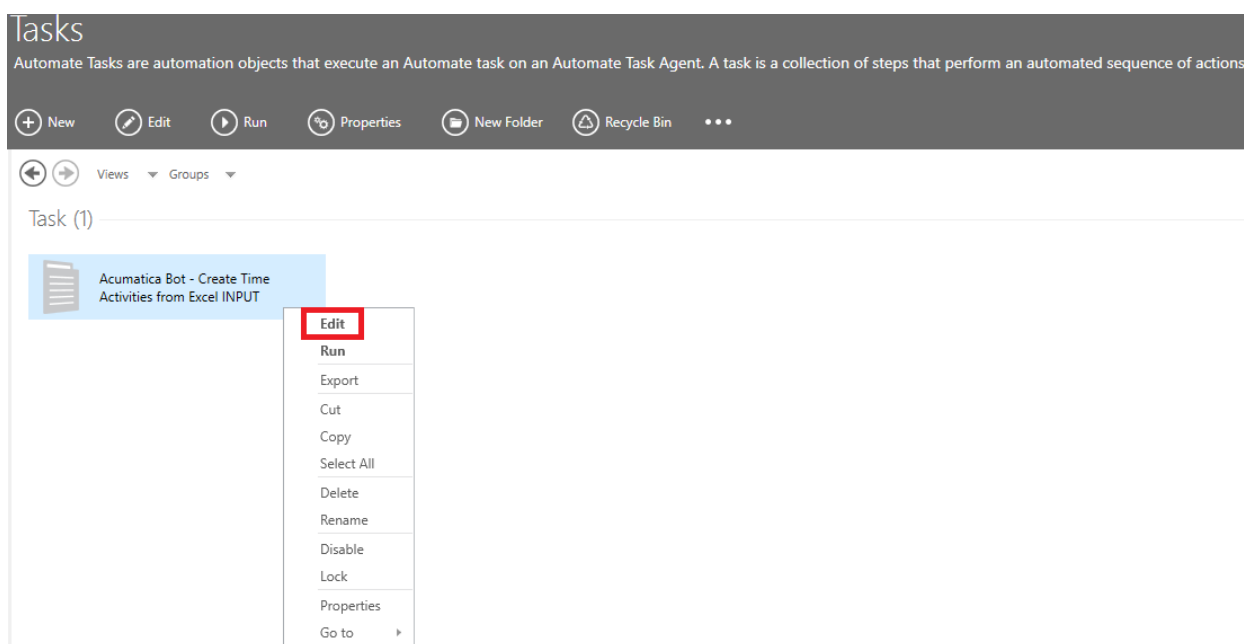 Tasks
Automate Tasks are automation objects that execute an Automate task on an Automate Task Agent. A task is a collection of steps that perform an automated sequence of actions
New Edit Run Properties New Folder Recycle Bin
Views Groups
Task (1)
Acumatica Bot - Create Time
Activities from Excel INPUT
Edit
Run
Export
Cut
Copy
Select All
Delete
Rename
Disable
Lock
Properties
Go to